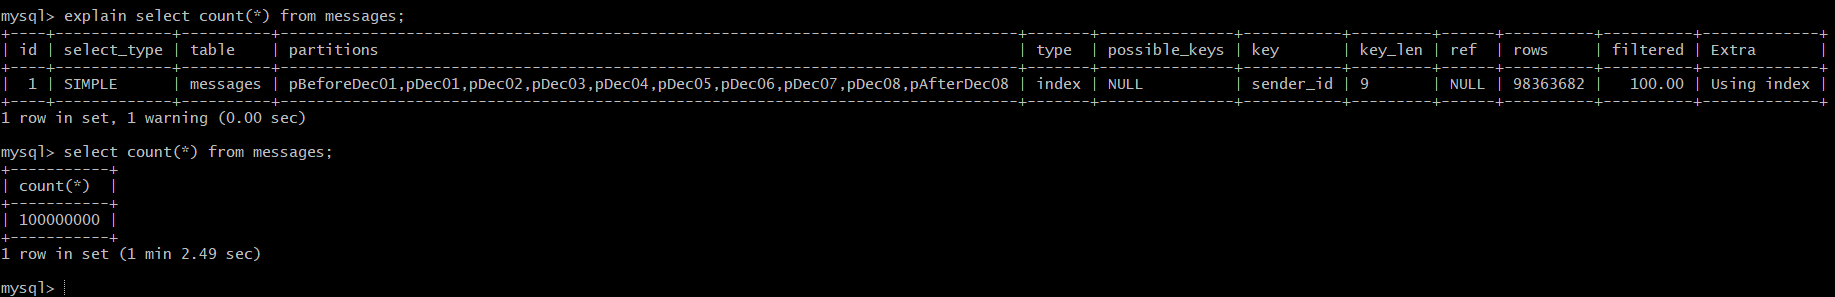 mysql> explain select count(*) from messages;
+----+-------------+----------+---------------------------------------------------------------------------------+-------+---------------+-----------+---------+------+----------+----------+-------------+
| id | select_type | table    | partitions                                                                      | type  | possible_keys | key       | key_len | ref  | rows     | filtered | Extra       |
+----+-------------+----------+---------------------------------------------------------------------------------+-------+---------------+-----------+---------+------+----------+----------+-------------+
| 1 | SIMPLE      | messages | pBeforeDec01,pDec01,pDec02,pDec03,pDec04,pDec05,pDec06,pDec07,pDec08,pAfterDec08 | index | NULL          | sender_id | 9       | NULL | 98363682 |   100.00 | Using index |
+----+-------------+----------+---------------------------------------------------------------------------------+-------+---------------+-----------+---------+------+----------+----------+-------------+
1 row in set, 1 warning (0.00 sec)
mysql> select count(*) from messages;
+-----------+
| count(*)  |
+-----------+
| 100000000 |
+-----------+
1 row in set (1 min 2.49 sec)
mysql>